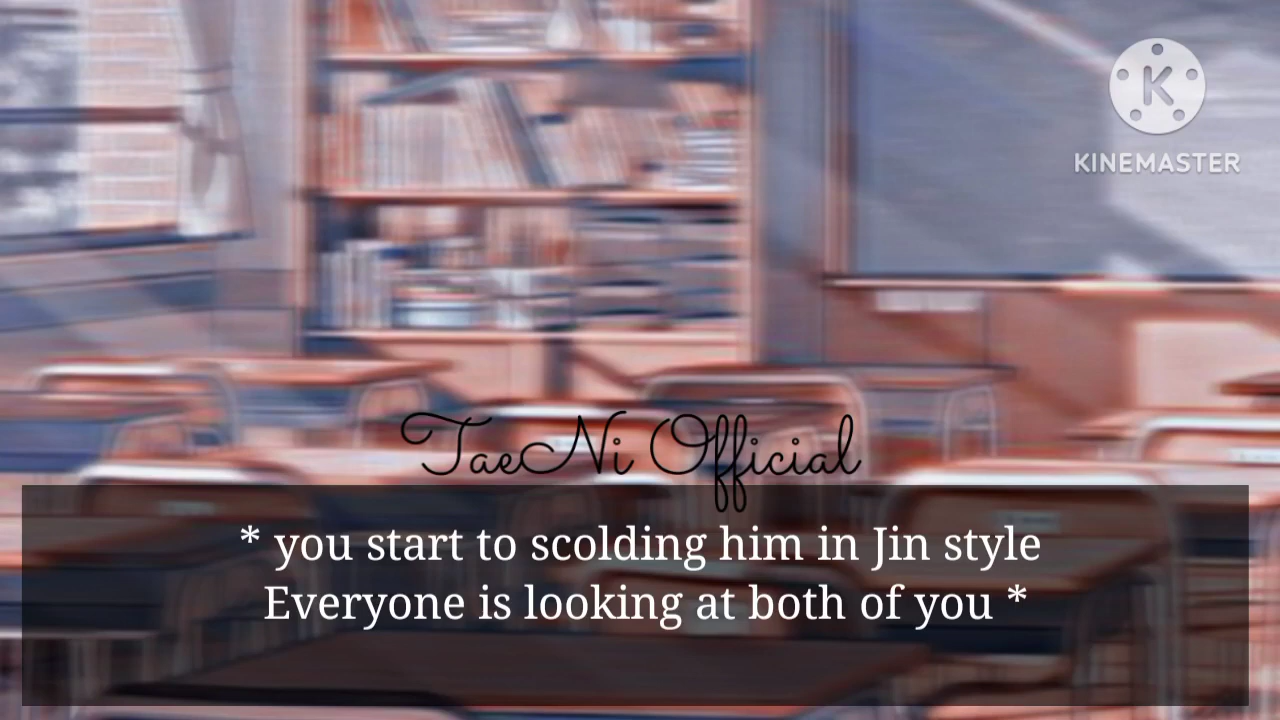 K
KINEMASTER
TaeNi Official
* you start to scolding him in Jin style
Everyone is looking at both of you *